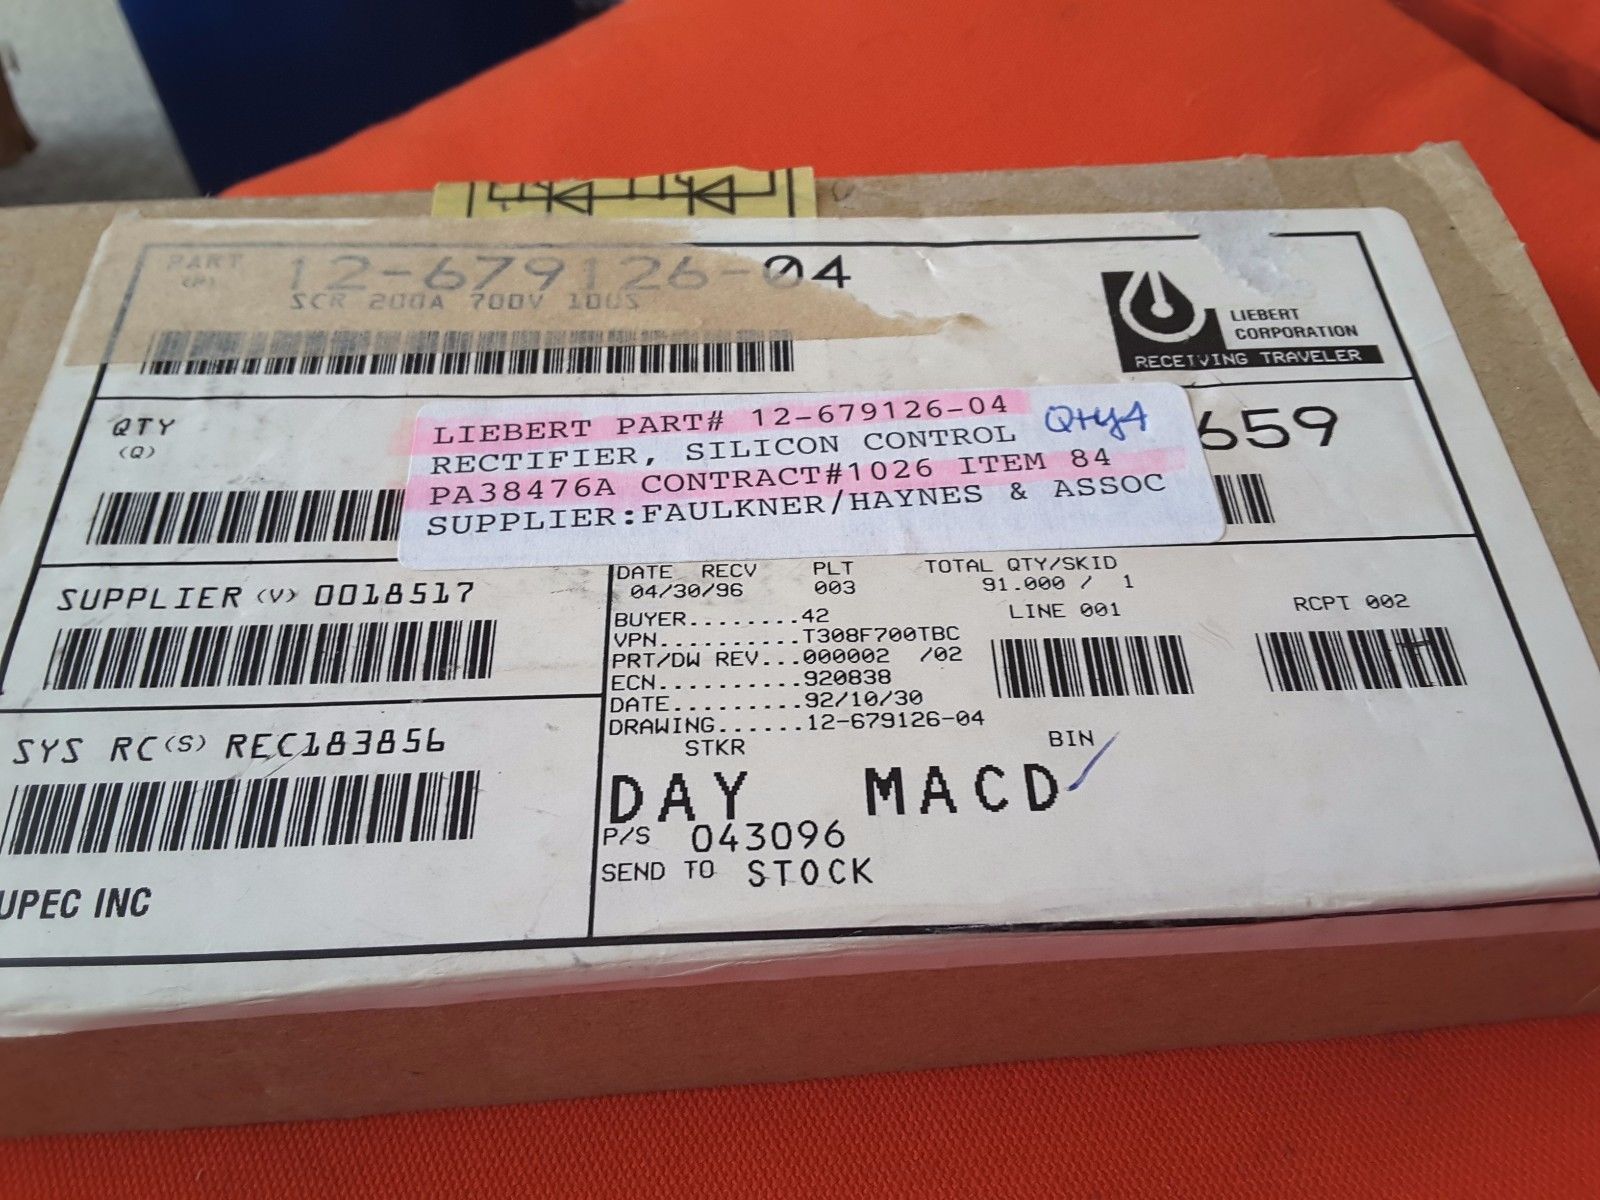 PART 12-679126-04
(P)
SCR 200A 700V 10US
LIEBERT
CORPORATION
RECEIVING TRAVELER
QTY
(Q)
659
LIEBERT PART# 12-679126-04
RECTIFIER, SILICON CONTROL Qty 4
PA38476A CONTRACT#1026 ITEM 84
SUPPLIER:FAULKNER/HAYNES & ASSOC
SUPPLIER (V) 0018517
DATE RECV PLT TOTAL QTY/SKID
04/30/96 003 91.000 / 1
BUYER........42 LINE 001 RCPT 002
VPN..........T308F700TBC
PRT/DW REV...000002 /02
ECN..........920838
DATE.........92/10/30
DRAWING......12-679126-04
STKR BIN
SYS RC(S) REC183856
DAY MACD
P/S 043096
SEND TO STOCK
UPEC INC